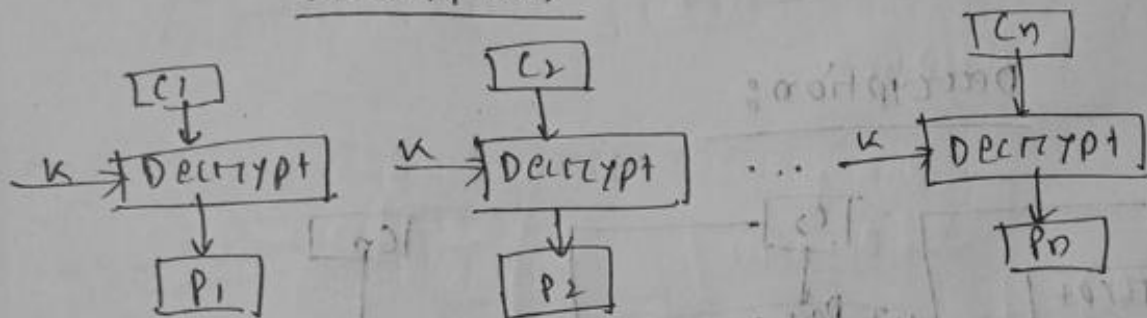 C1 C2 Cn
K Decrypt K Decrypt ... K Decrypt
P1 P2 Pn